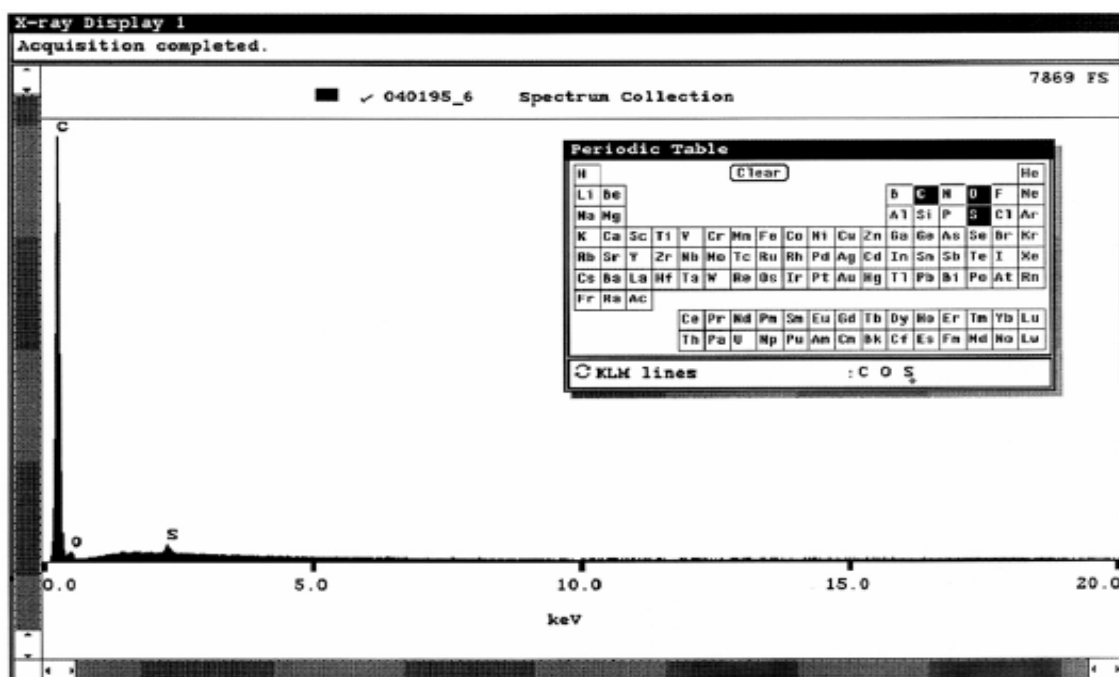 X-ray Display 1
Acquisition completed.
7869 FS
✓ 040195_6 Spectrum Collection
C
Periodic Table
H Clear He
Li Be B C N O F Ne
Na Mg Al Si P S Cl Ar
K Ca Sc Ti V Cr Mn Fe Co Ni Cu Zn Ga Ge As Se Br Kr
Rb Sr Y Zr Nb Mo Tc Ru Rh Pd Ag Cd In Sn Sb Te I Xe
Cs Ba La Hf Ta W Re Os Ir Pt Au Hg Tl Pb Bi Po At Rn
Fr Ra Ac
Ce Pr Nd Pm Sm Eu Gd Tb Dy Ho Er Tm Yb Lu
Th Pa U Np Pu Am Cm Bk Cf Es Fm Md No Lw
KLM lines :C O S
O S
0.0 5.0 10.0 15.0 20.0
keV